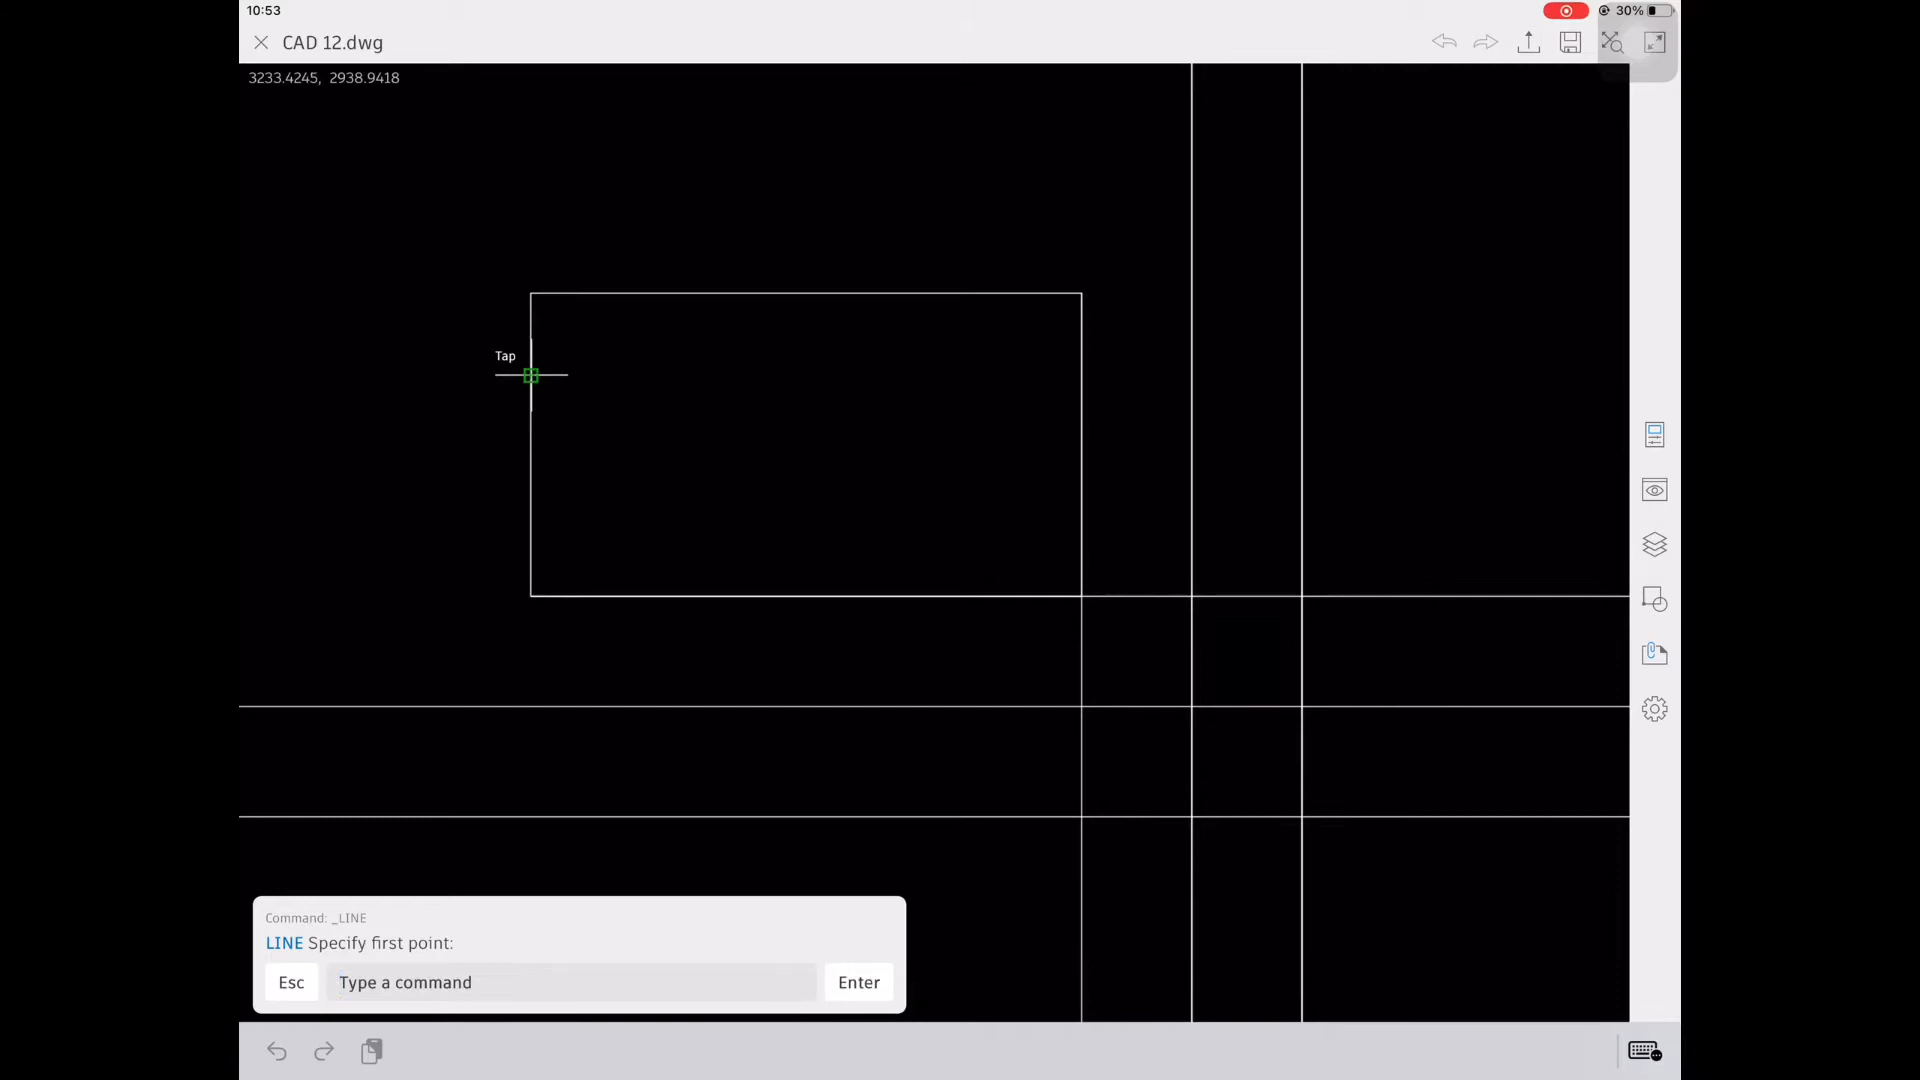 10:53
30%
CAD 12.dwg
3233.4245, 2938.9418
Tap
Command: _LINE
LINE Specify first point:
Esc
Type a command
Enter